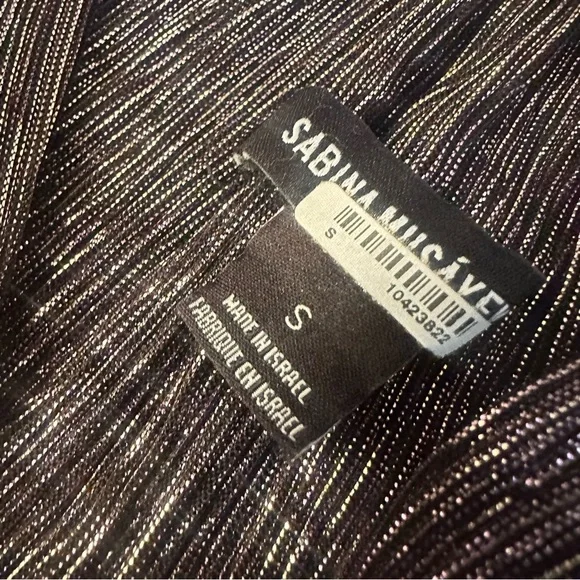 SABINA MUSÁYEV
S
10423822
S
MADE IN ISRAEL
FABRIQUE EN ISRAEL